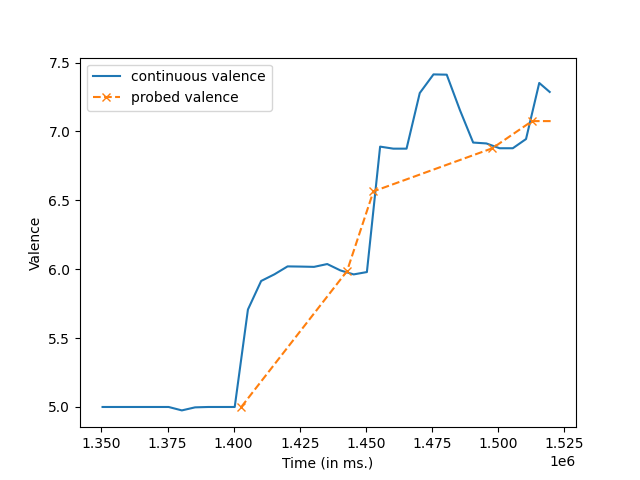 continuous valence
probed valence
7.5
7.0
6.5
6.0
5.5
5.0
Valence
1.350 1.375 1.400 1.425 1.450 1.475 1.500 1.525
1e6
Time (in ms.)